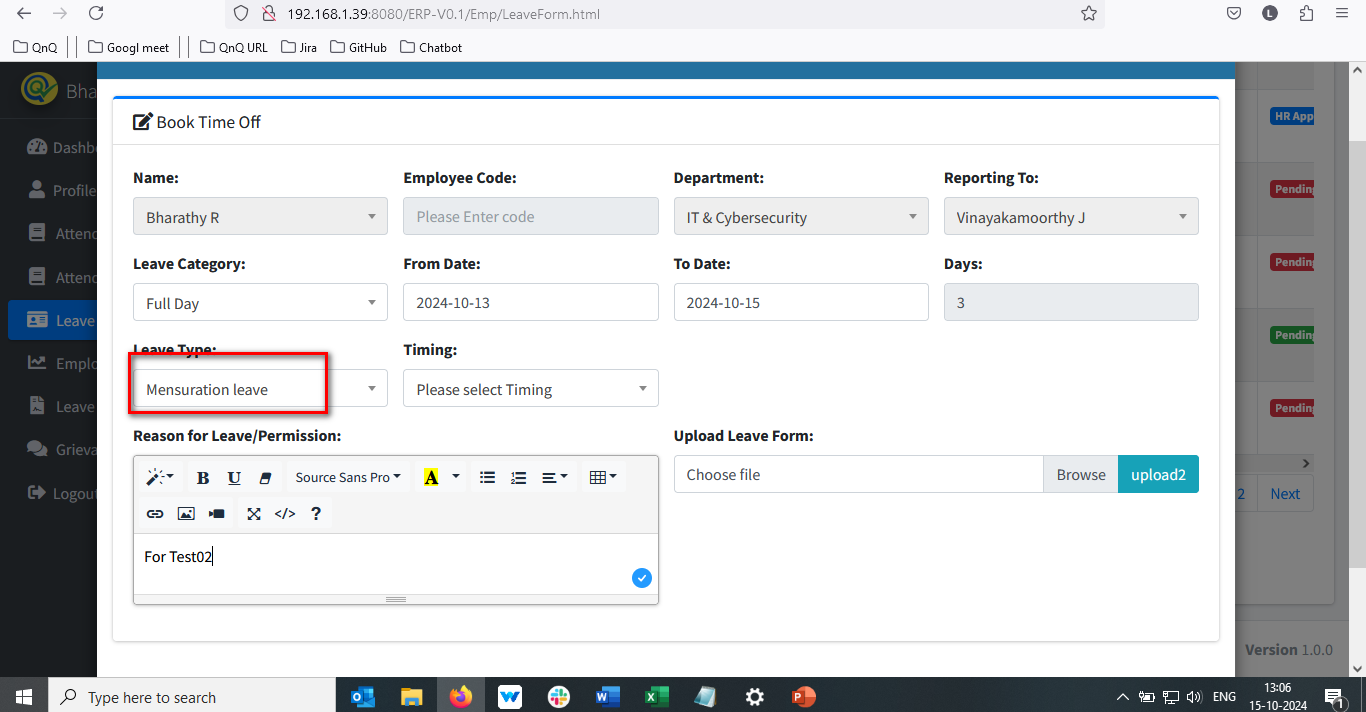 192.168.1.39:8080/ERP-V0.1/Emp/LeaveForm.html
L
QnQ Googl meet QnQ URL Jira GitHub Chatbot
Bha
Book Time Off
HR App
Dashb
Name: Employee Code: Department: Reporting To:
Profile
Pending
Bharathy R Please Enter code IT & Cybersecurity Vinayakamoorthy J
Attend
Leave Category: From Date: To Date: Days:
Pending
Attend
Full Day 2024-10-13 2024-10-15 3
Leave
Pending
Leave Type: Timing:
Emplo
Mensuration leave Please select Timing
Leave
Pending
Reason for Leave/Permission: Upload Leave Form:
Grieva
B U Source Sans Pro A
Choose file Browse upload2
Logout
2 Next
</> ?
For Test02
Version 1.0.0
Type here to search
ENG
13:06
15-10-2024
1